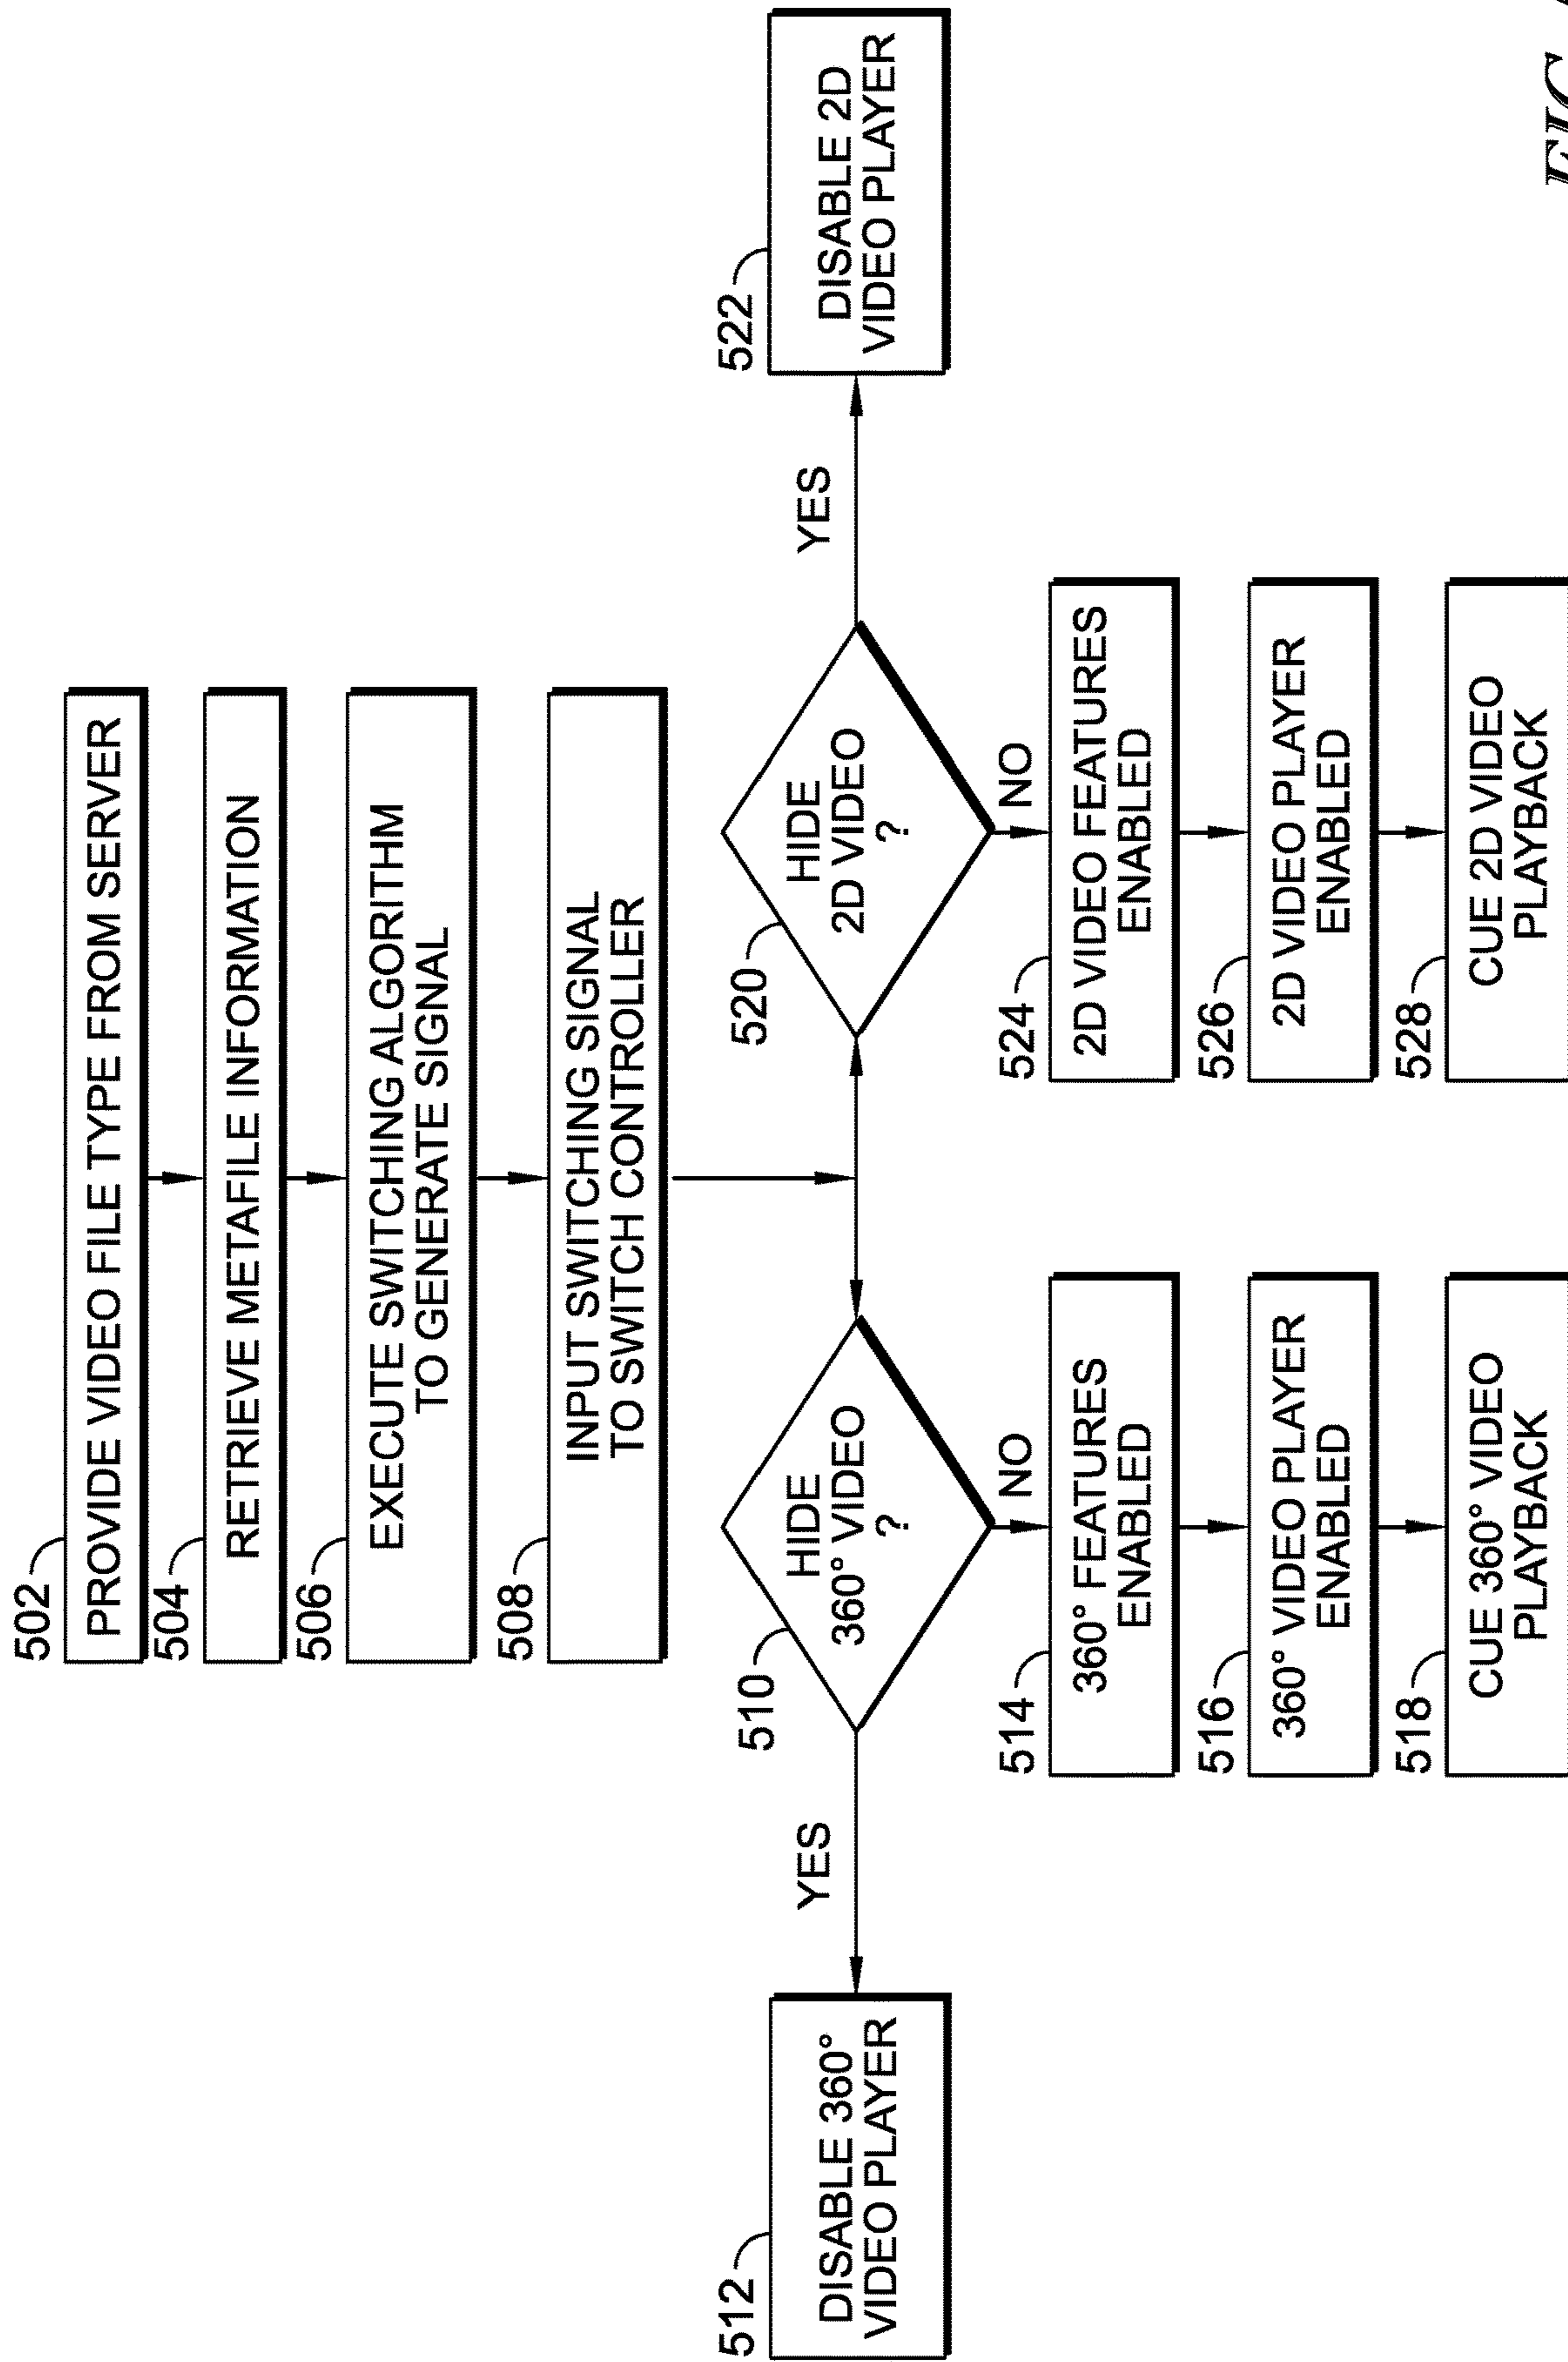 502
PROVIDE VIDEO FILE TYPE FROM SERVER
504
RETRIEVE METAFILE INFORMATION
506
EXECUTE SWITCHING ALGORITHM
TO GENERATE SIGNAL
508
INPUT SWITCHING SIGNAL
TO SWITCH CONTROLLER
510
HIDE
360° VIDEO
?
YES
512
DISABLE 360°
VIDEO PLAYER
NO
514
360° FEATURES
ENABLED
516
360° VIDEO PLAYER
ENABLED
518
CUE 360° VIDEO
PLAYBACK
520
HIDE
2D VIDEO
?
YES
522
DISABLE 2D
VIDEO PLAYER
NO
524
2D VIDEO FEATURES
ENABLED
526
2D VIDEO PLAYER
ENABLED
528
CUE 2D VIDEO
PLAYBACK
FIG.